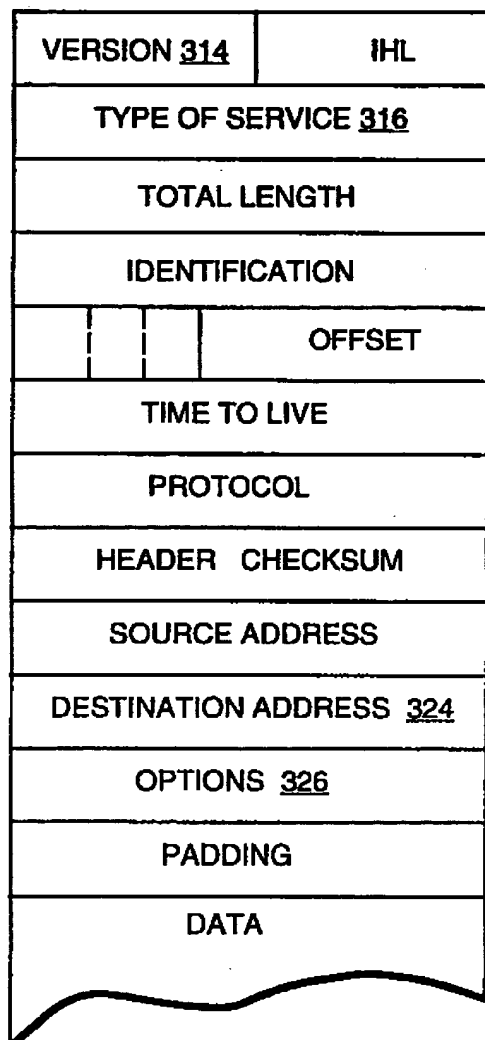 VERSION 314 IHL
TYPE OF SERVICE 316
TOTAL LENGTH
IDENTIFICATION
OFFSET
TIME TO LIVE
PROTOCOL
HEADER CHECKSUM
SOURCE ADDRESS
DESTINATION ADDRESS 324
OPTIONS 326
PADDING
DATA